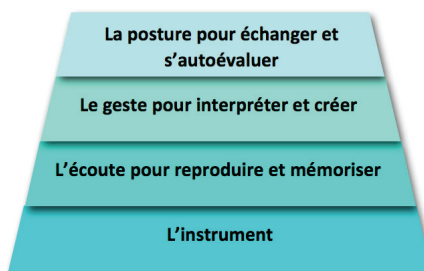 La posture pour échanger et
s’autoévaluer
Le geste pour interpréter et créer
L’écoute pour reproduire et mémoriser
L’instrument